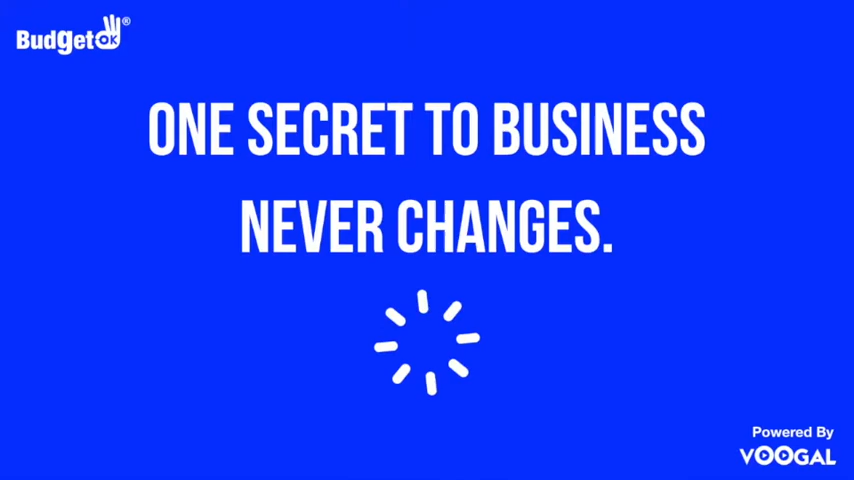 BudgetOK®
ONE SECRET TO BUSINESS
NEVER CHANGES.
Powered By
VOOGAL